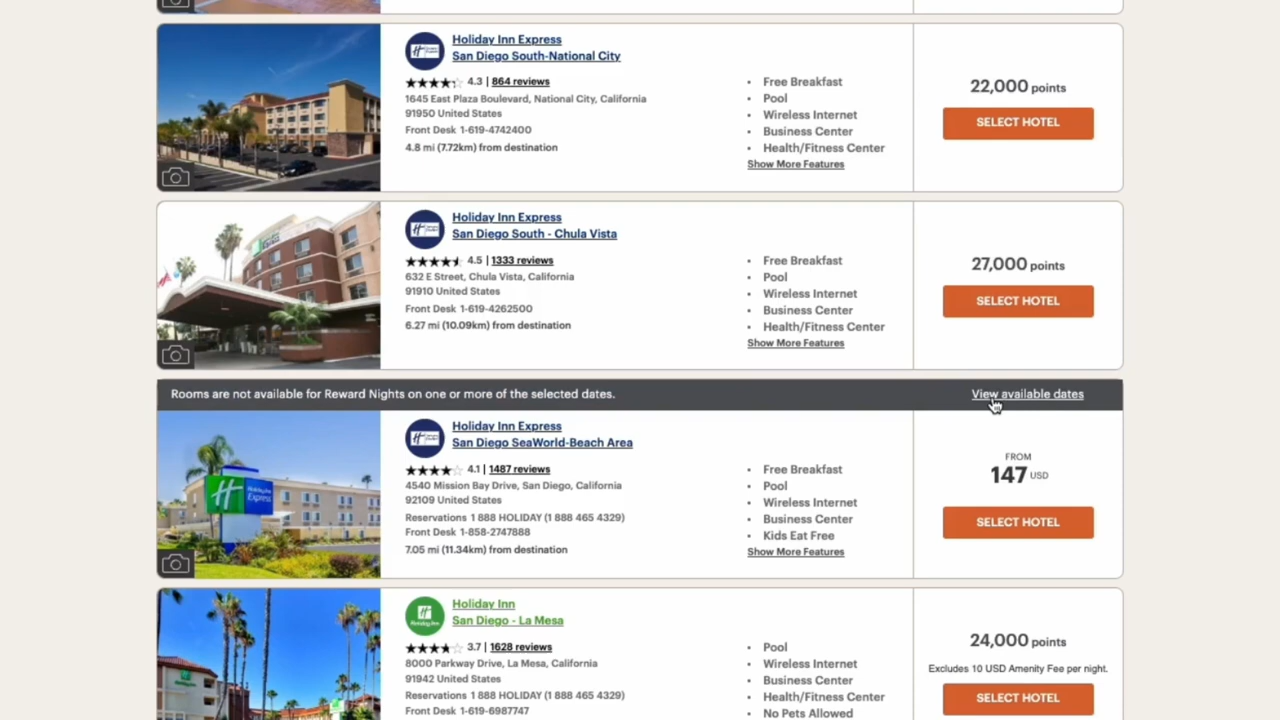 Holiday Inn Express
San Diego South-National City
4.3 | 864 reviews
1645 East Plaza Boulevard, National City, California
91950 United States
Front Desk 1-619-4742400
4.8 mi (7.72km) from destination
• Free Breakfast
• Pool
• Wireless Internet
• Business Center
• Health/Fitness Center
Show More Features
22,000 points
SELECT HOTEL
Holiday Inn Express
San Diego South - Chula Vista
4.5 | 1333 reviews
632 E Street, Chula Vista, California
91910 United States
Front Desk 1-619-4262500
6.27 mi (10.09km) from destination
• Free Breakfast
• Pool
• Wireless Internet
• Business Center
• Health/Fitness Center
Show More Features
27,000 points
SELECT HOTEL
Rooms are not available for Reward Nights on one or more of the selected dates.
View available dates
Holiday Inn Express
Holiday Inn Express
San Diego SeaWorld-Beach Area
4.1 | 1487 reviews
4540 Mission Bay Drive, San Diego, California
92109 United States
Reservations 1 888 HOLIDAY (1 888 465 4329)
Front Desk 1-858-2747888
7.05 mi (11.34km) from destination
• Free Breakfast
• Pool
• Wireless Internet
• Business Center
• Kids Eat Free
Show More Features
FROM
147 USD
SELECT HOTEL
Holiday Inn
Holiday Inn
San Diego - La Mesa
3.7 | 1628 reviews
8000 Parkway Drive, La Mesa, California
91942 United States
Reservations 1 888 HOLIDAY (1 888 465 4329)
Front Desk 1-619-6987747
• Pool
• Wireless Internet
• Business Center
• Health/Fitness Center
• No Pets Allowed
24,000 points
Excludes 10 USD Amenity Fee per night.
SELECT HOTEL